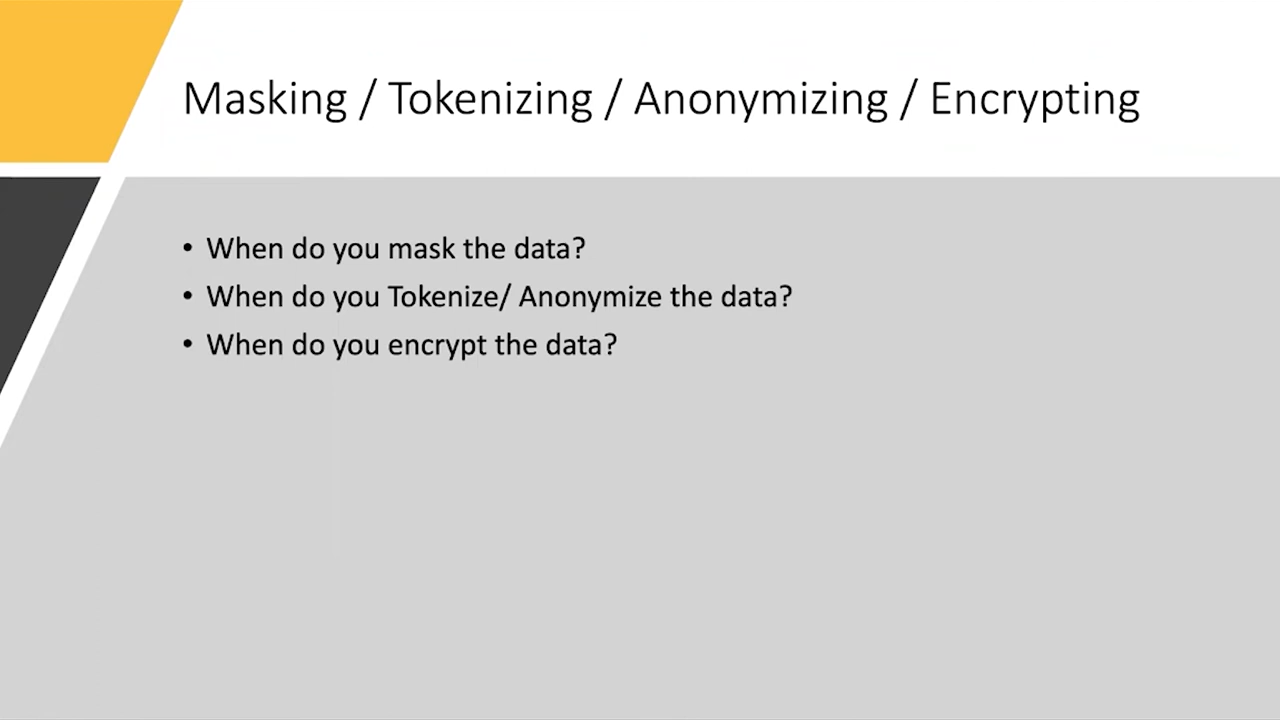 Masking / Tokenizing / Anonymizing / Encrypting
• When do you mask the data?
• When do you Tokenize/ Anonymize the data?
• When do you encrypt the data?